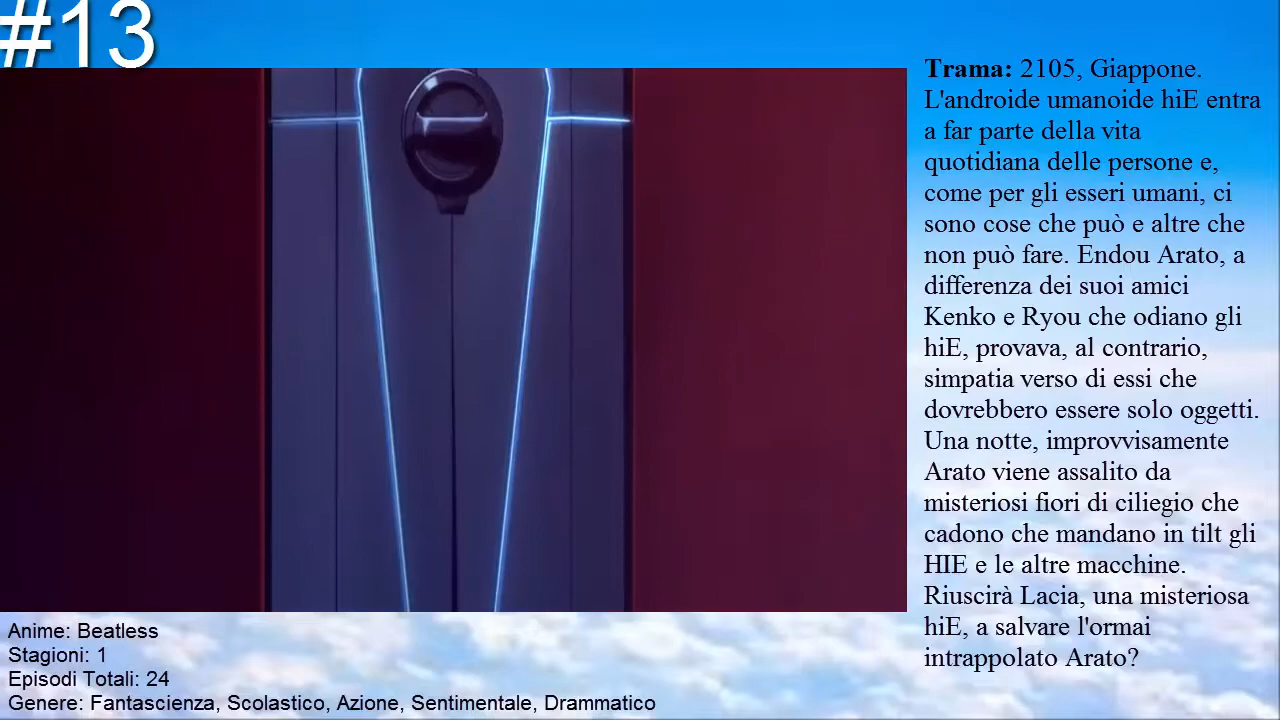 #13
Trama: 2105, Giappone.
L'androide umanoide hiE entra
a far parte della vita
quotidiana delle persone e,
come per gli esseri umani, ci
sono cose che può e altre che
non può fare. Endou Arato, a
differenza dei suoi amici
Kenko e Ryou che odiano gli
hiE, provava, al contrario,
simpatia verso di essi che
dovrebbero essere solo oggetti.
Una notte, improvvisamente
Arato viene assalito da
misteriosi fiori di ciliegio che
cadono che mandano in tilt gli
HIE e le altre macchine.
Riuscirà Lacia, una misteriosa
hiE, a salvare l'ormai
intrappolato Arato?
Anime: Beatless
Stagioni: 1
Episodi Totali: 24
Genere: Fantascienza, Scolastico, Azione, Sentimentale, Drammatico